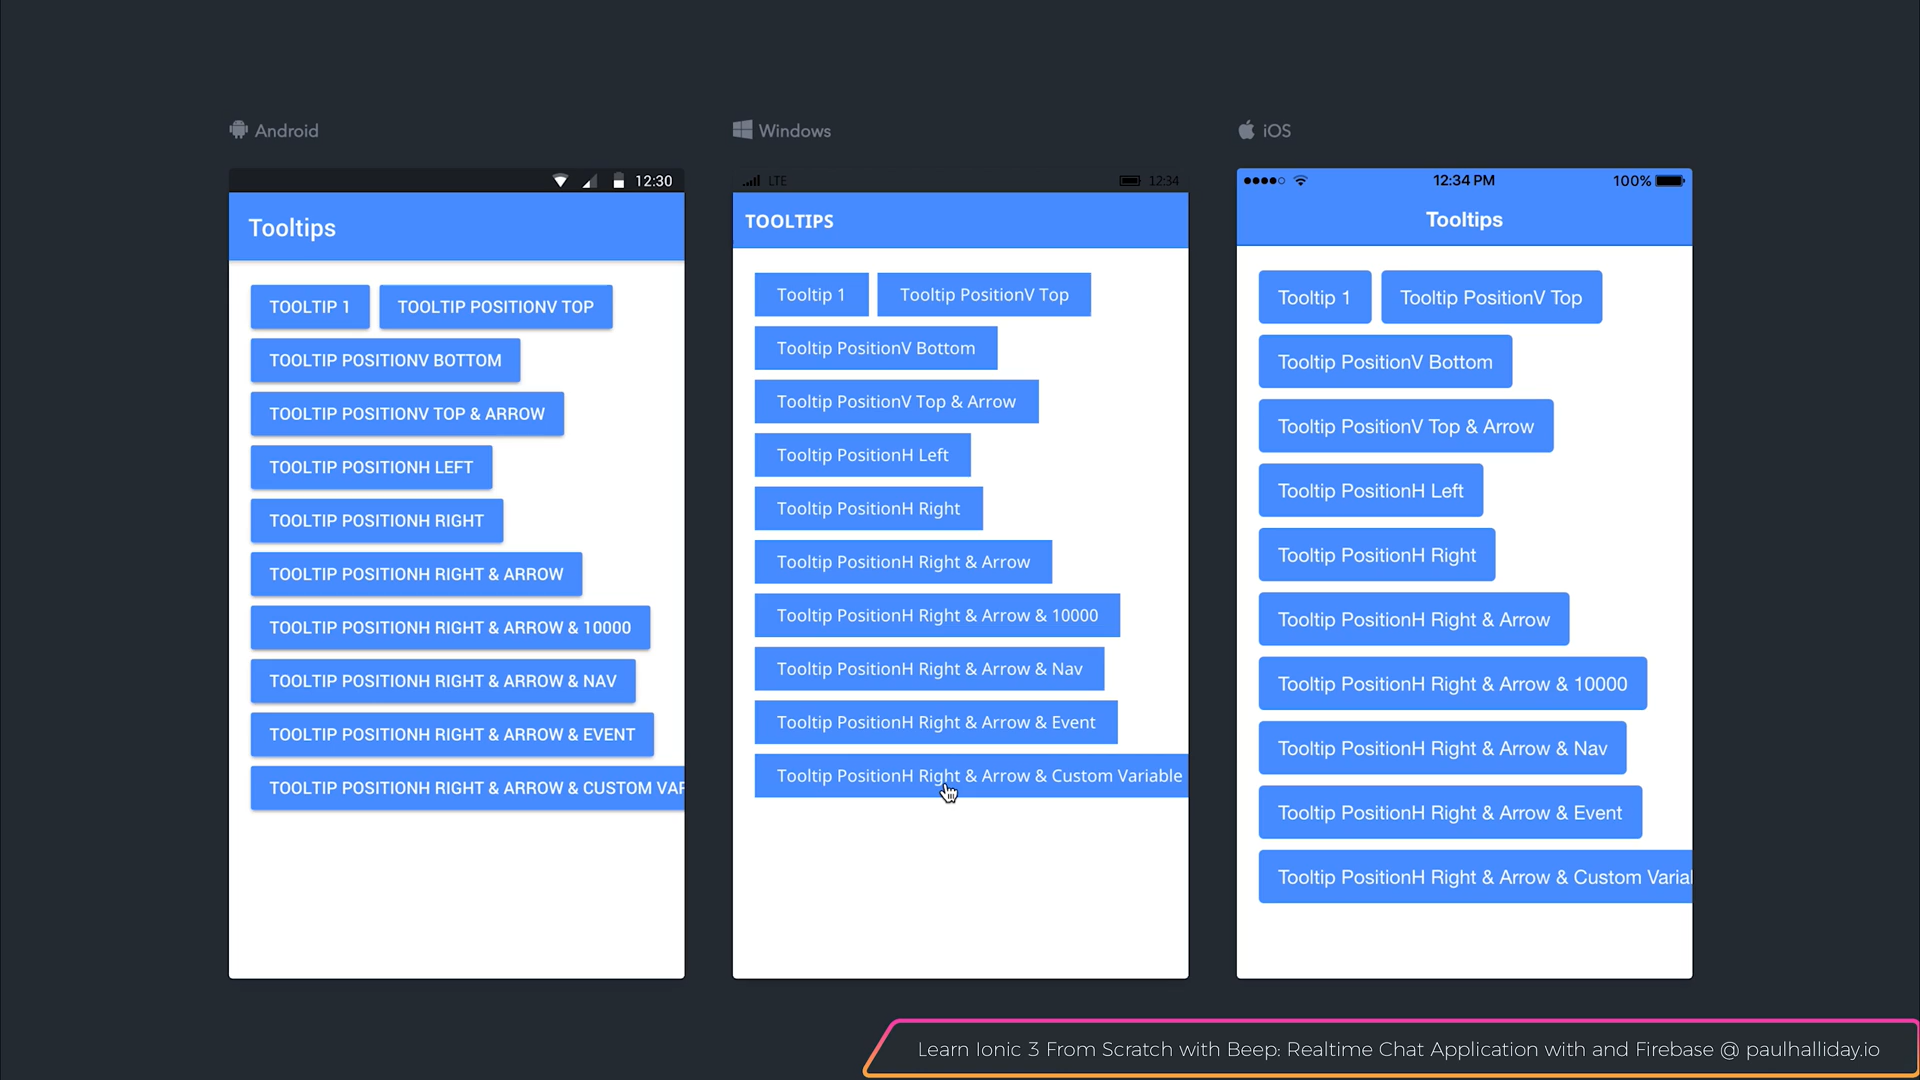 Android
12:30
Tooltips
TOOLTIP 1
TOOLTIP POSITIONV TOP
TOOLTIP POSITIONV BOTTOM
TOOLTIP POSITIONV TOP & ARROW
TOOLTIP POSITIONH LEFT
TOOLTIP POSITIONH RIGHT
TOOLTIP POSITIONH RIGHT & ARROW
TOOLTIP POSITIONH RIGHT & ARROW & 10000
TOOLTIP POSITIONH RIGHT & ARROW & NAV
TOOLTIP POSITIONH RIGHT & ARROW & EVENT
TOOLTIP POSITIONH RIGHT & ARROW & CUSTOM VAR
Windows
LTE
12:34
TOOLTIPS
Tooltip 1
Tooltip PositionV Top
Tooltip PositionV Bottom
Tooltip PositionV Top & Arrow
Tooltip PositionH Left
Tooltip PositionH Right
Tooltip PositionH Right & Arrow
Tooltip PositionH Right & Arrow & 10000
Tooltip PositionH Right & Arrow & Nav
Tooltip PositionH Right & Arrow & Event
Tooltip PositionH Right & Arrow & Custom Variable
iOS
12:34 PM
100%
Tooltips
Tooltip 1
Tooltip PositionV Top
Tooltip PositionV Bottom
Tooltip PositionV Top & Arrow
Tooltip PositionH Left
Tooltip PositionH Right
Tooltip PositionH Right & Arrow
Tooltip PositionH Right & Arrow & 10000
Tooltip PositionH Right & Arrow & Nav
Tooltip PositionH Right & Arrow & Event
Tooltip PositionH Right & Arrow & Custom Varial
Learn Ionic 3 From Scratch with Beep: Realtime Chat Application with and Firebase @ paulhalliday.io